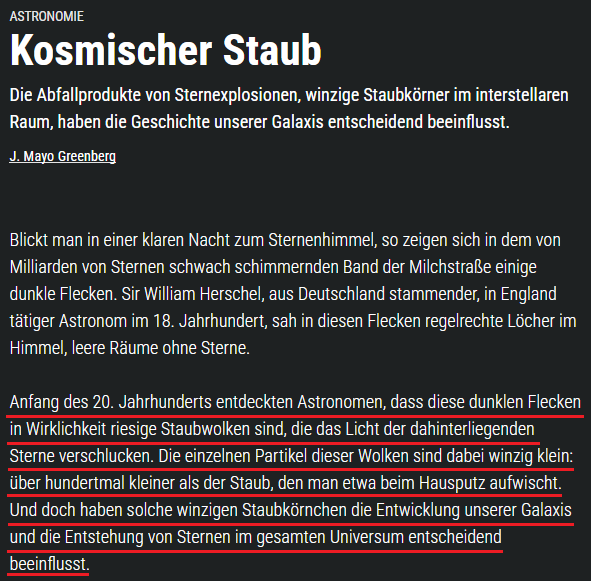 ASTRONOMIE
Kosmischer Staub
Die Abfallprodukte von Sternexplosionen, winzige Staubkörner im interstellaren
Raum, haben die Geschichte unserer Galaxis entscheidend beeinflusst.
J. Mayo Greenberg
Blickt man in einer klaren Nacht zum Sternenhimmel, so zeigen sich in dem von
Milliarden von Sternen schwach schimmernden Band der Milchstraße einige
dunkle Flecken. Sir William Herschel, aus Deutschland stammender, in England
tätiger Astronom im 18. Jahrhundert, sah in diesen Flecken regelrechte Löcher im
Himmel, leere Räume ohne Sterne.
Anfang des 20. Jahrhunderts entdeckten Astronomen, dass diese dunklen Flecken
in Wirklichkeit riesige Staubwolken sind, die das Licht der dahinterliegenden
Sterne verschlucken. Die einzelnen Partikel dieser Wolken sind dabei winzig klein:
über hundertmal kleiner als der Staub, den man etwa beim Hausputz aufwischt.
Und doch haben solche winzigen Staubkörnchen die Entwicklung unserer Galaxis
und die Entstehung von Sternen im gesamten Universum entscheidend
beeinflusst.